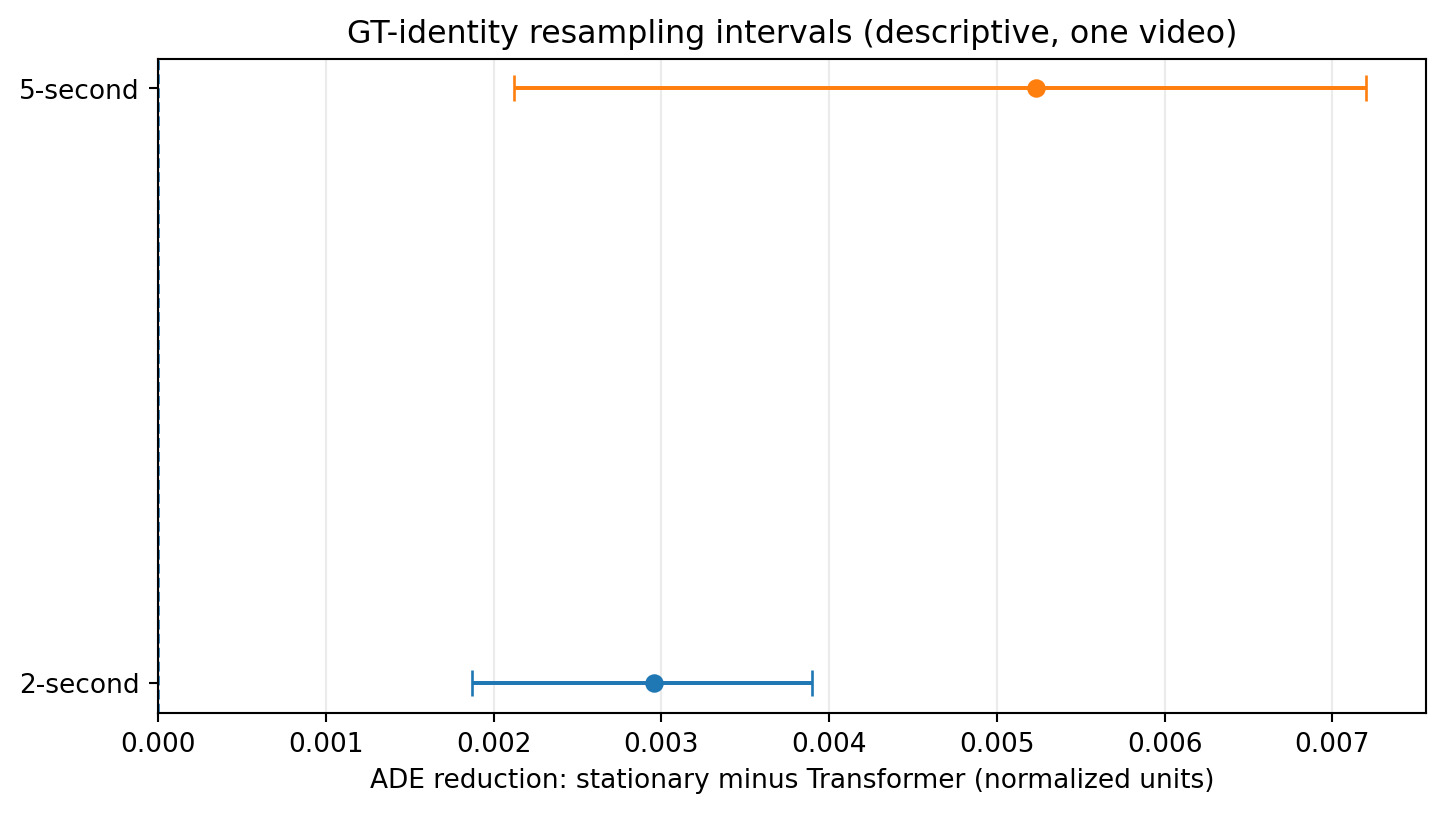 GT-identity resampling intervals (descriptive, one video)
5-second
2-second
0.000 0.001 0.002 0.003 0.004 0.005 0.006 0.007
ADE reduction: stationary minus Transformer (normalized units)